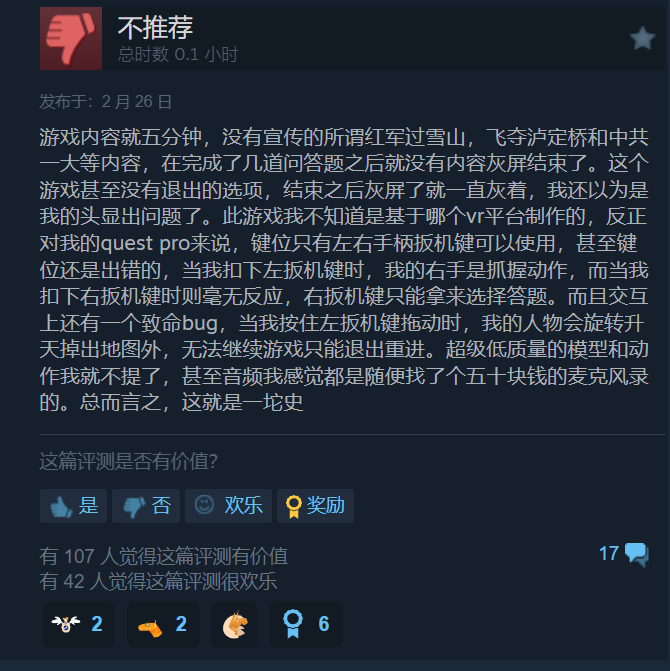 不推荐
总时数 0.1 小时
发布于：2 月 26 日
游戏内容就五分钟，没有宣传的所谓红军过雪山，飞夺泸定桥和中共
一大等内容，在完成了几道问答题之后就没有内容灰屏结束了。这个
游戏甚至没有退出的选项，结束之后灰屏了就一直灰着，我还以为是
我的头显出问题了。此游戏我不知道是基于哪个vr平台制作的，反正
对我的quest pro来说，键位只有左右手柄扳机键可以使用，甚至键
位还是出错的，当我扣下左扳机键时，我的右手是抓握动作，而当我
扣下右扳机键时则毫无反应，右扳机键只能拿来选择答题。而且交互
上还有一个致命bug，当我按住左扳机键拖动时，我的人物会旋转升
天掉出地图外，无法继续游戏只能退出重进。超级低质量的模型和动
作我就不提了，甚至音频我感觉都是随便找了个五十块钱的麦克风录
的。总而言之，这就是一坨史
这篇评测是否有价值？
是 否 欢乐 奖励
有 107 人觉得这篇评测有价值
17
有 42 人觉得这篇评测很欢乐
2 2 6